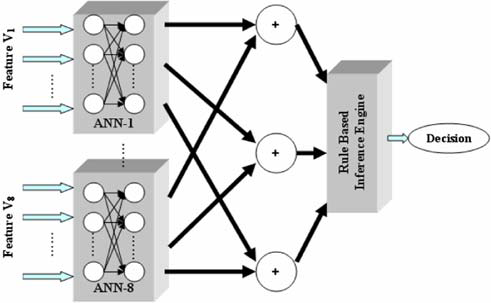 Feature V1
ANN-1
+
+
+
Rule Based
Inference Engine
Decision
Feature V8
ANN-8